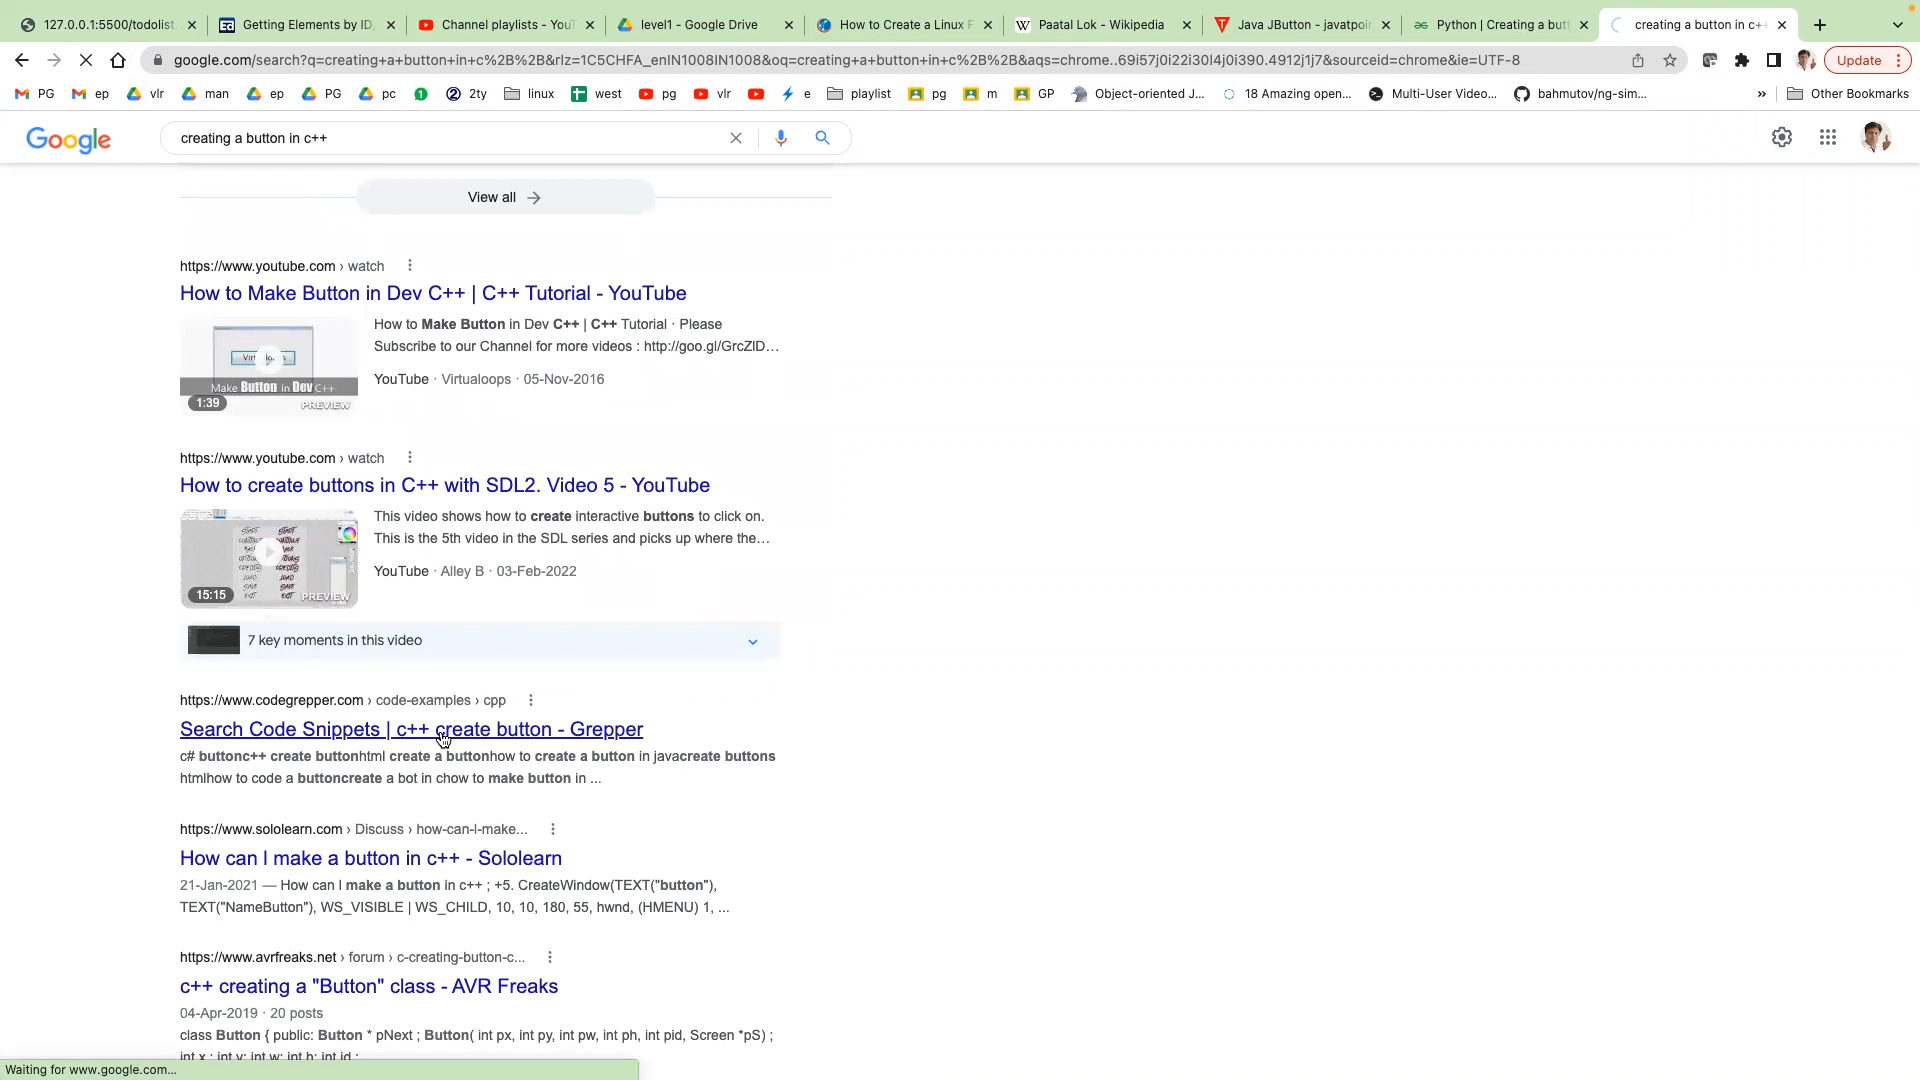 127.0.0.1:5500/todolist.
Getting Elements by ID,
Channel playlists - YouT
level1 - Google Drive
How to Create a Linux F
Paatal Lok - Wikipedia
Java JButton - javatpoin
Python | Creating a butt
creating a button in c++
google.com/search?q=creating+a+button+in+c%2B%2B&rlz=1C5CHFA_enIN1008IN1008&oq=creating+a+button+in+c%2B%2B&aqs=chrome..69i57j0i22i30l4j0i390.4912j1j7&sourceid=chrome&ie=UTF-8
Update
PG
ep
vlr
man
ep
PG
pc
2ty
linux
west
pg
vlr
e
playlist
pg
m
GP
Object-oriented J...
18 Amazing open...
Multi-User Video...
bahmutov/ng-sim...
»
Other Bookmarks
Google
creating a button in c++
View all
https://www.youtube.com › watch
How to Make Button in Dev C++ | C++ Tutorial - YouTube
Make Button in Dev C++
1:39
PREVIEW
How to Make Button in Dev C++ | C++ Tutorial · Please
Subscribe to our Channel for more videos : http://goo.gl/GrcZlD...
YouTube · Virtualoops · 05-Nov-2016
https://www.youtube.com › watch
How to create buttons in C++ with SDL2. Video 5 - YouTube
15:15
PREVIEW
This video shows how to create interactive buttons to click on.
This is the 5th video in the SDL series and picks up where the...
YouTube · Alley B · 03-Feb-2022
7 key moments in this video
https://www.codegrepper.com › code-examples › cpp
Search Code Snippets | c++ create button - Grepper
c# buttonc++ create buttonhtml create a buttonhow to create a button in javacreate buttons
htmlhow to code a buttoncreate a bot in chow to make button in ...
https://www.sololearn.com › Discuss › how-can-I-make...
How can I make a button in c++ - Sololearn
21-Jan-2021 — How can I make a button in c++ ; +5. CreateWindow(TEXT("button"),
TEXT("NameButton"), WS_VISIBLE | WS_CHILD, 10, 10, 180, 55, hwnd, (HMENU) 1, ...
https://www.avrfreaks.net › forum › c-creating-button-c...
c++ creating a "Button" class - AVR Freaks
04-Apr-2019 · 20 posts
class Button { public: Button * pNext ; Button( int px, int py, int pw, int ph, int pid, Screen *pS) ;
int x ; int y; int w; int h; int id ;
Waiting for www.google.com...